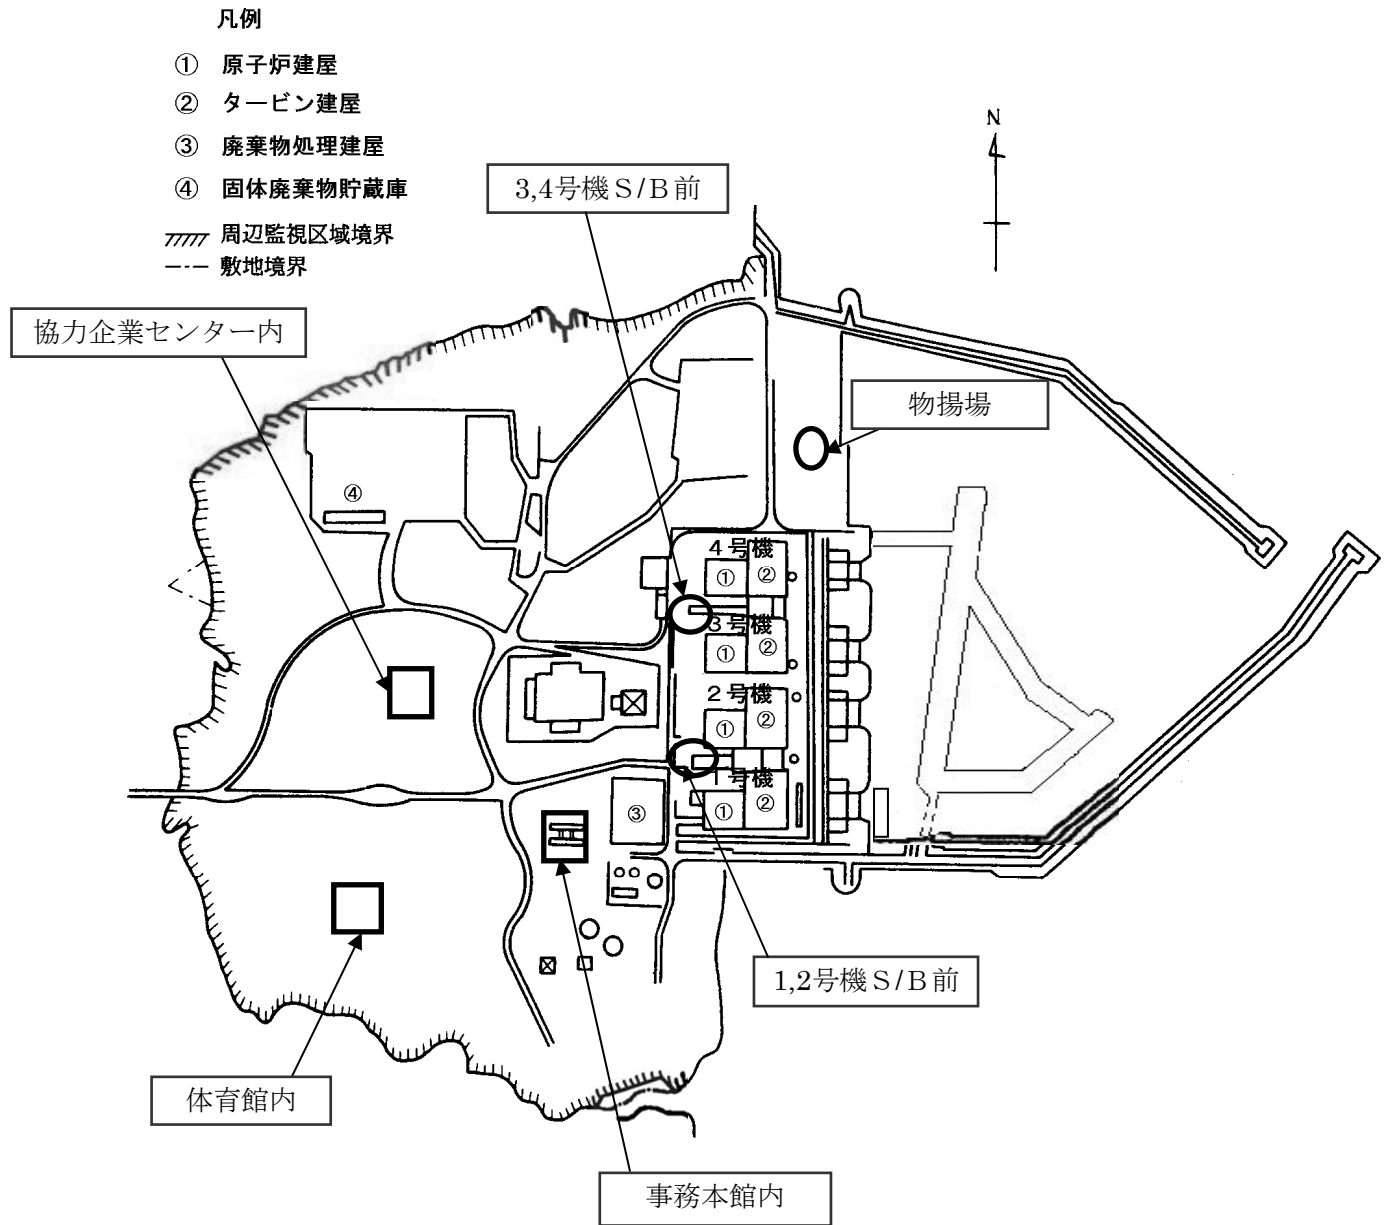 凡例
① 原子炉建屋
② タービン建屋
③ 廃棄物処理建屋
④ 固体廃棄物貯蔵庫
周辺監視区域境界
敷地境界
N
3,4号機S/B前
協力企業センター内
物揚場
④
4号機
① ②
3号機
① ②
2号機
① ②
1号機
③ ① ②
1,2号機S/B前
体育館内
事務本館内